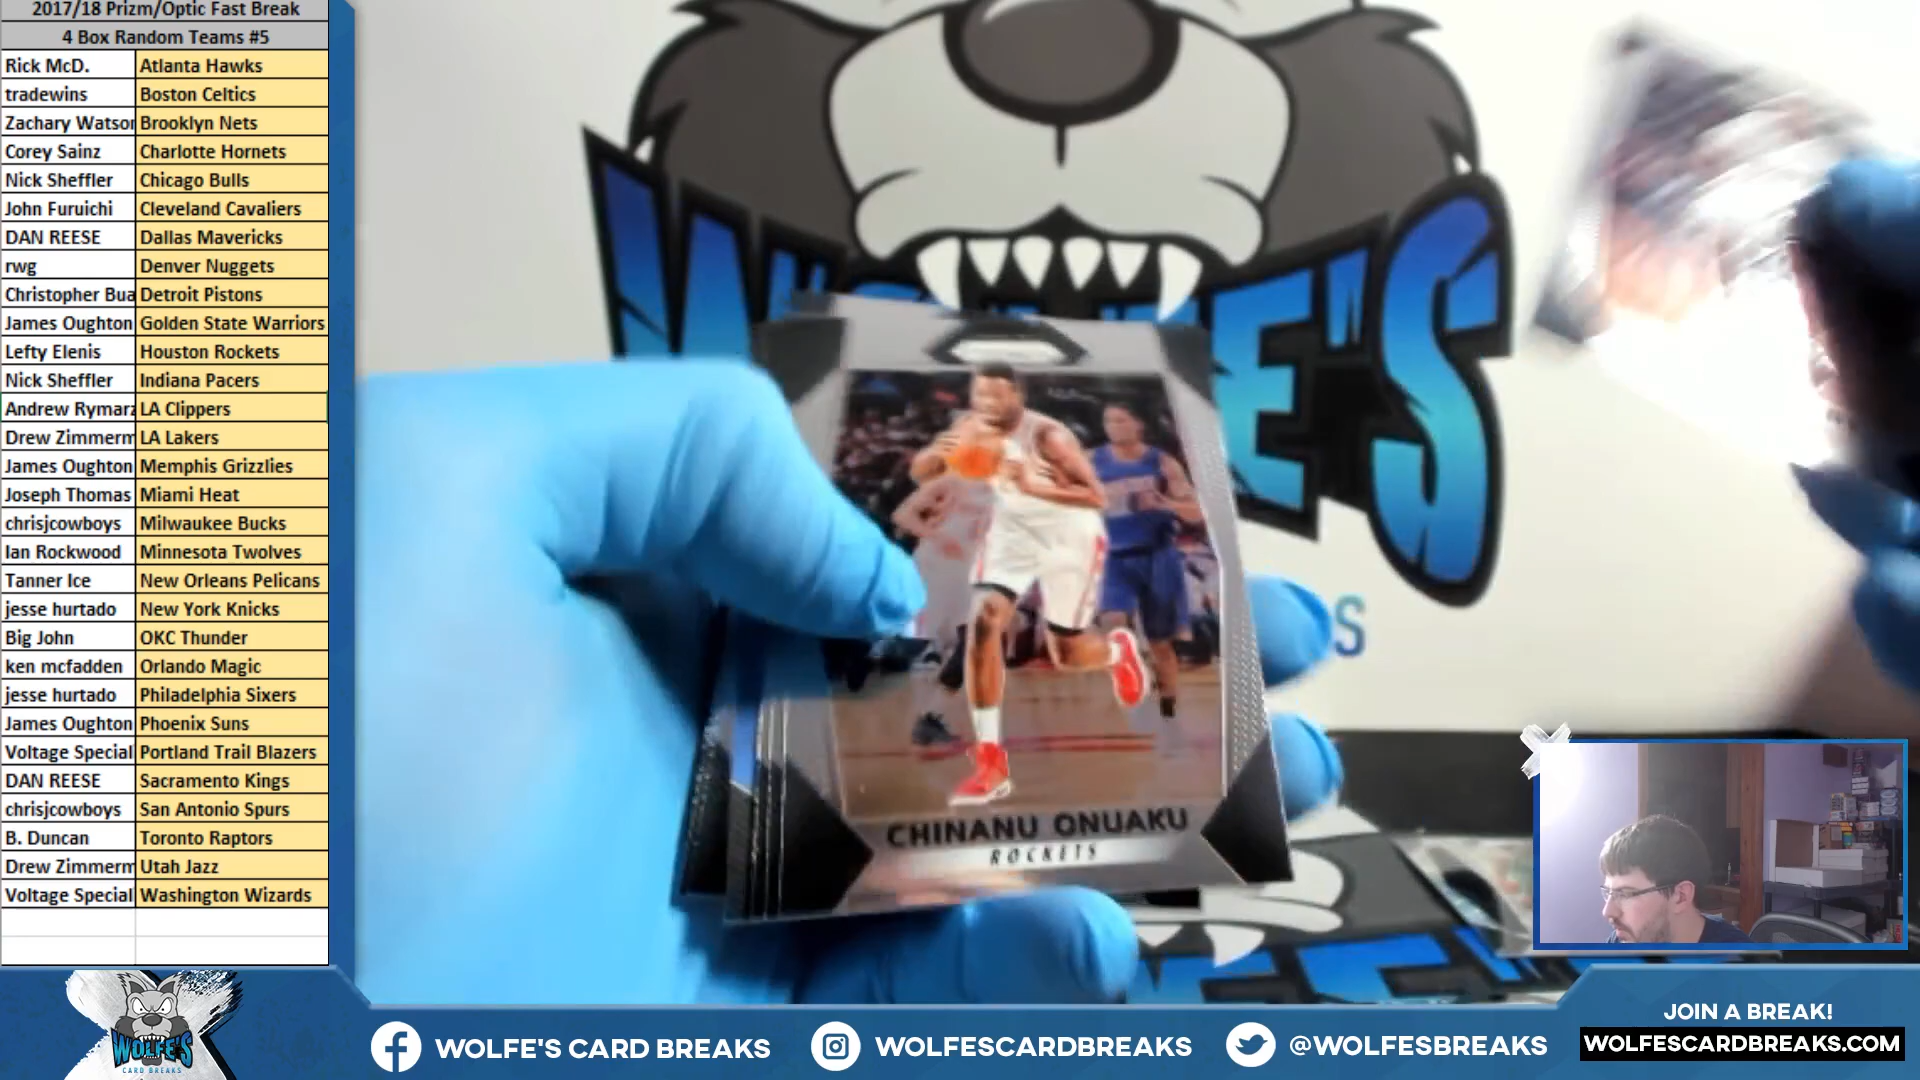 2017/18 Prizm/Optic Fast Break
4 Box Random Teams #5
Rick McD. Atlanta Hawks
tradewins Boston Celtics
Zachary Watson Brooklyn Nets
Corey Sainz Charlotte Hornets
Nick Sheffler Chicago Bulls
John Furuichi Cleveland Cavaliers
DAN REESE Dallas Mavericks
rwg Denver Nuggets
Christopher Bua Detroit Pistons
James Oughton Golden State Warriors
Lefty Elenis Houston Rockets
Nick Sheffler Indiana Pacers
Andrew Rymarz LA Clippers
Drew Zimmerm LA Lakers
James Oughton Memphis Grizzlies
Joseph Thomas Miami Heat
chrisjcowboys Milwaukee Bucks
Ian Rockwood Minnesota Twolves
Tanner Ice New Orleans Pelicans
jesse hurtado New York Knicks
Big John OKC Thunder
ken mcfadden Orlando Magic
jesse hurtado Philadelphia Sixers
James Oughton Phoenix Suns
Voltage Special Portland Trail Blazers
DAN REESE Sacramento Kings
chrisjcowboys San Antonio Spurs
B. Duncan Toronto Raptors
Drew Zimmerm Utah Jazz
Voltage Special Washington Wizards
WOLFE'S
CHINANU ONUAKU
ROCKETS
WOLFE'S
CARD BREAKS
WOLFE'S CARD BREAKS
WOLFESCARDBREAKS
@WOLFESBREAKS
JOIN A BREAK!
WOLFESCARDBREAKS.COM